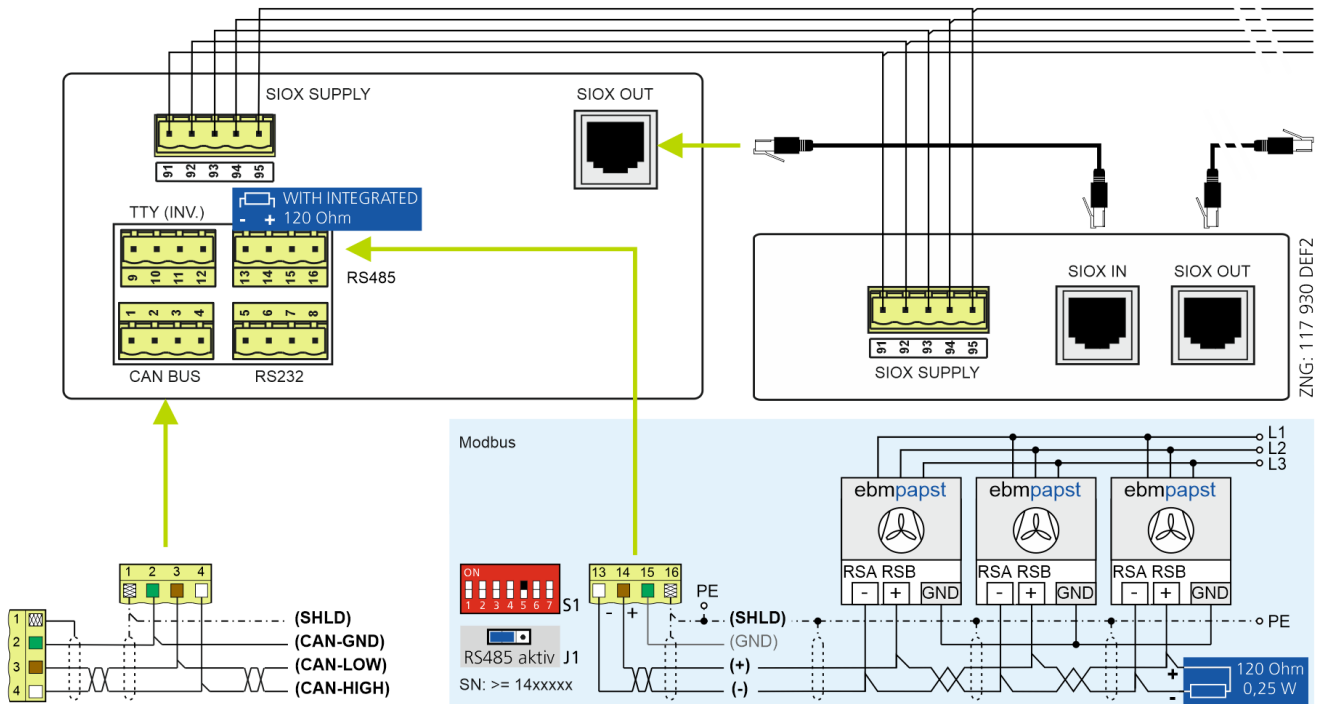 SIOX SUPPLY
91 92 93 94 95
SIOX OUT
WITH INTEGRATED
- + 120 Ohm
TTY (INV.)
9 10 11 12
13 14 15 16
RS485
1 2 3 4
5 6 7 8
CAN BUS
RS232
SIOX IN
SIOX OUT
91 92 93 94 95
SIOX SUPPLY
ZNG: 117 930 DEF2
Modbus
L1
L2
L3
ebmpapst
ebmpapst
ebmpapst
RSA RSB
- + GND
RSA RSB
- + GND
RSA RSB
- + GND
ON
1 2 3 4 5 6 7
S1
RS485 aktiv
J1
SN: >= 14xxxxx
13 14 15 16
- +
PE
(SHLD)
(GND)
(+)
(-)
PE
+
-
120 Ohm
0,25 W
1 2 3 4
1
2
3
4
(SHLD)
(CAN-GND)
(CAN-LOW)
(CAN-HIGH)